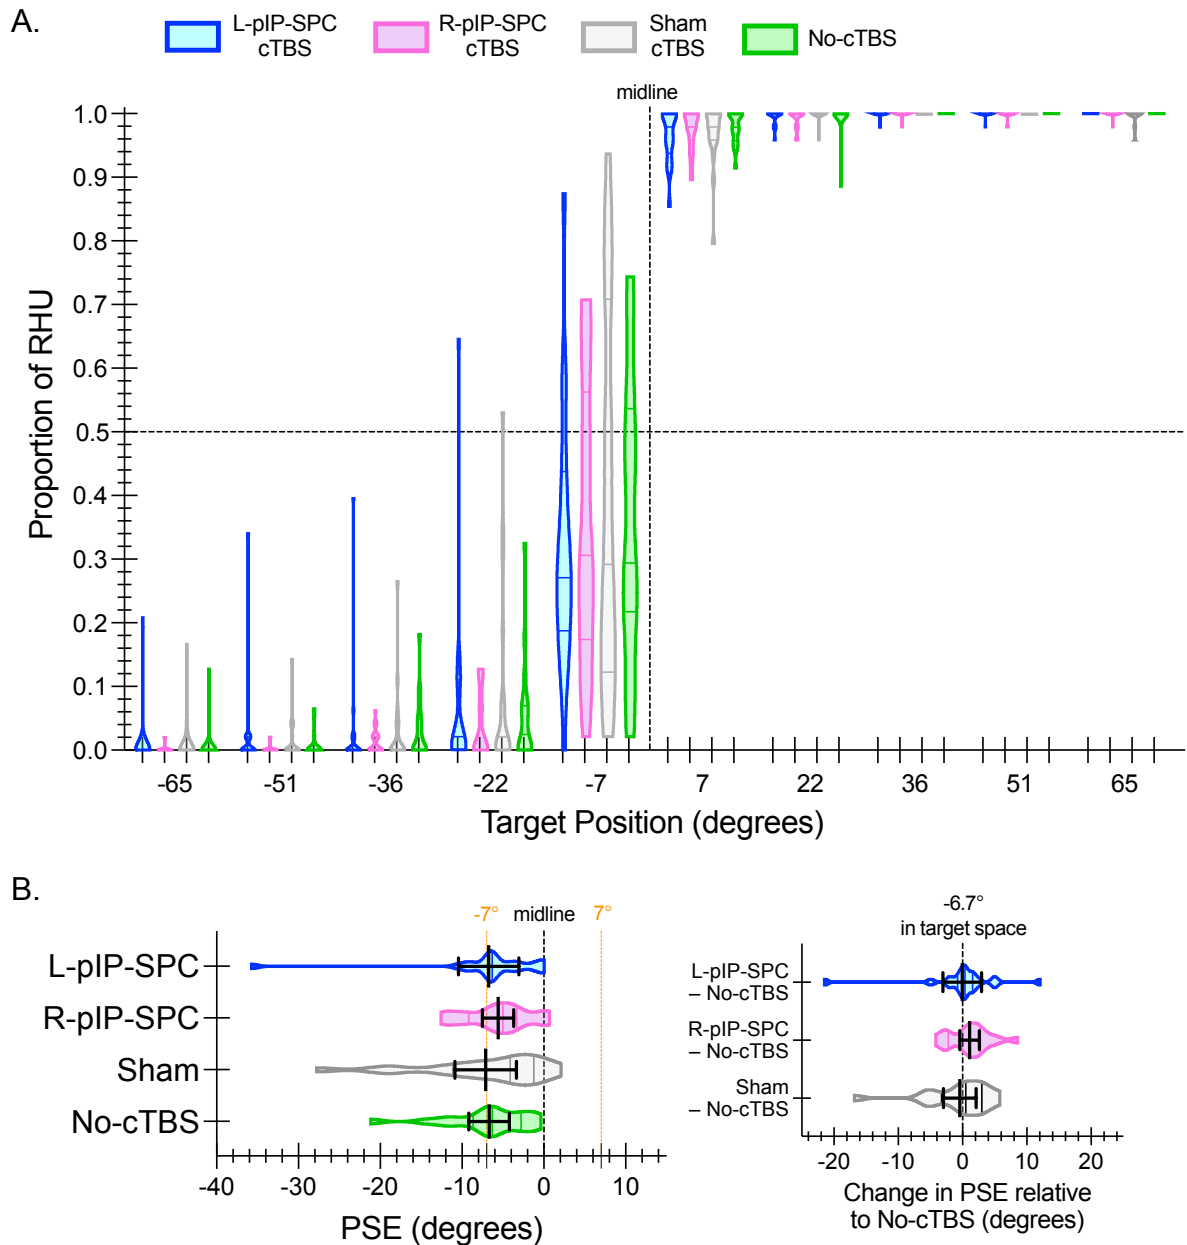 A.
L-pIP-SPC
cTBS
R-pIP-SPC
cTBS
Sham
cTBS
No-cTBS
midline
1.0
0.9
0.8
0.7
0.6
0.5
0.4
0.3
0.2
0.1
0.0
Proportion of RHU
-65 -51 -36 -22 -7 7 22 36 51 65
Target Position (degrees)
B.
-7° midline 7°
L-pIP-SPC
R-pIP-SPC
Sham
No-cTBS
-40 -30 -20 -10 0 10
PSE (degrees)
-6.7°
in target space
L-pIP-SPC
– No-cTBS
R-pIP-SPC
– No-cTBS
Sham
– No-cTBS
-20 -10 0 10 20
Change in PSE relative
to No-cTBS (degrees)